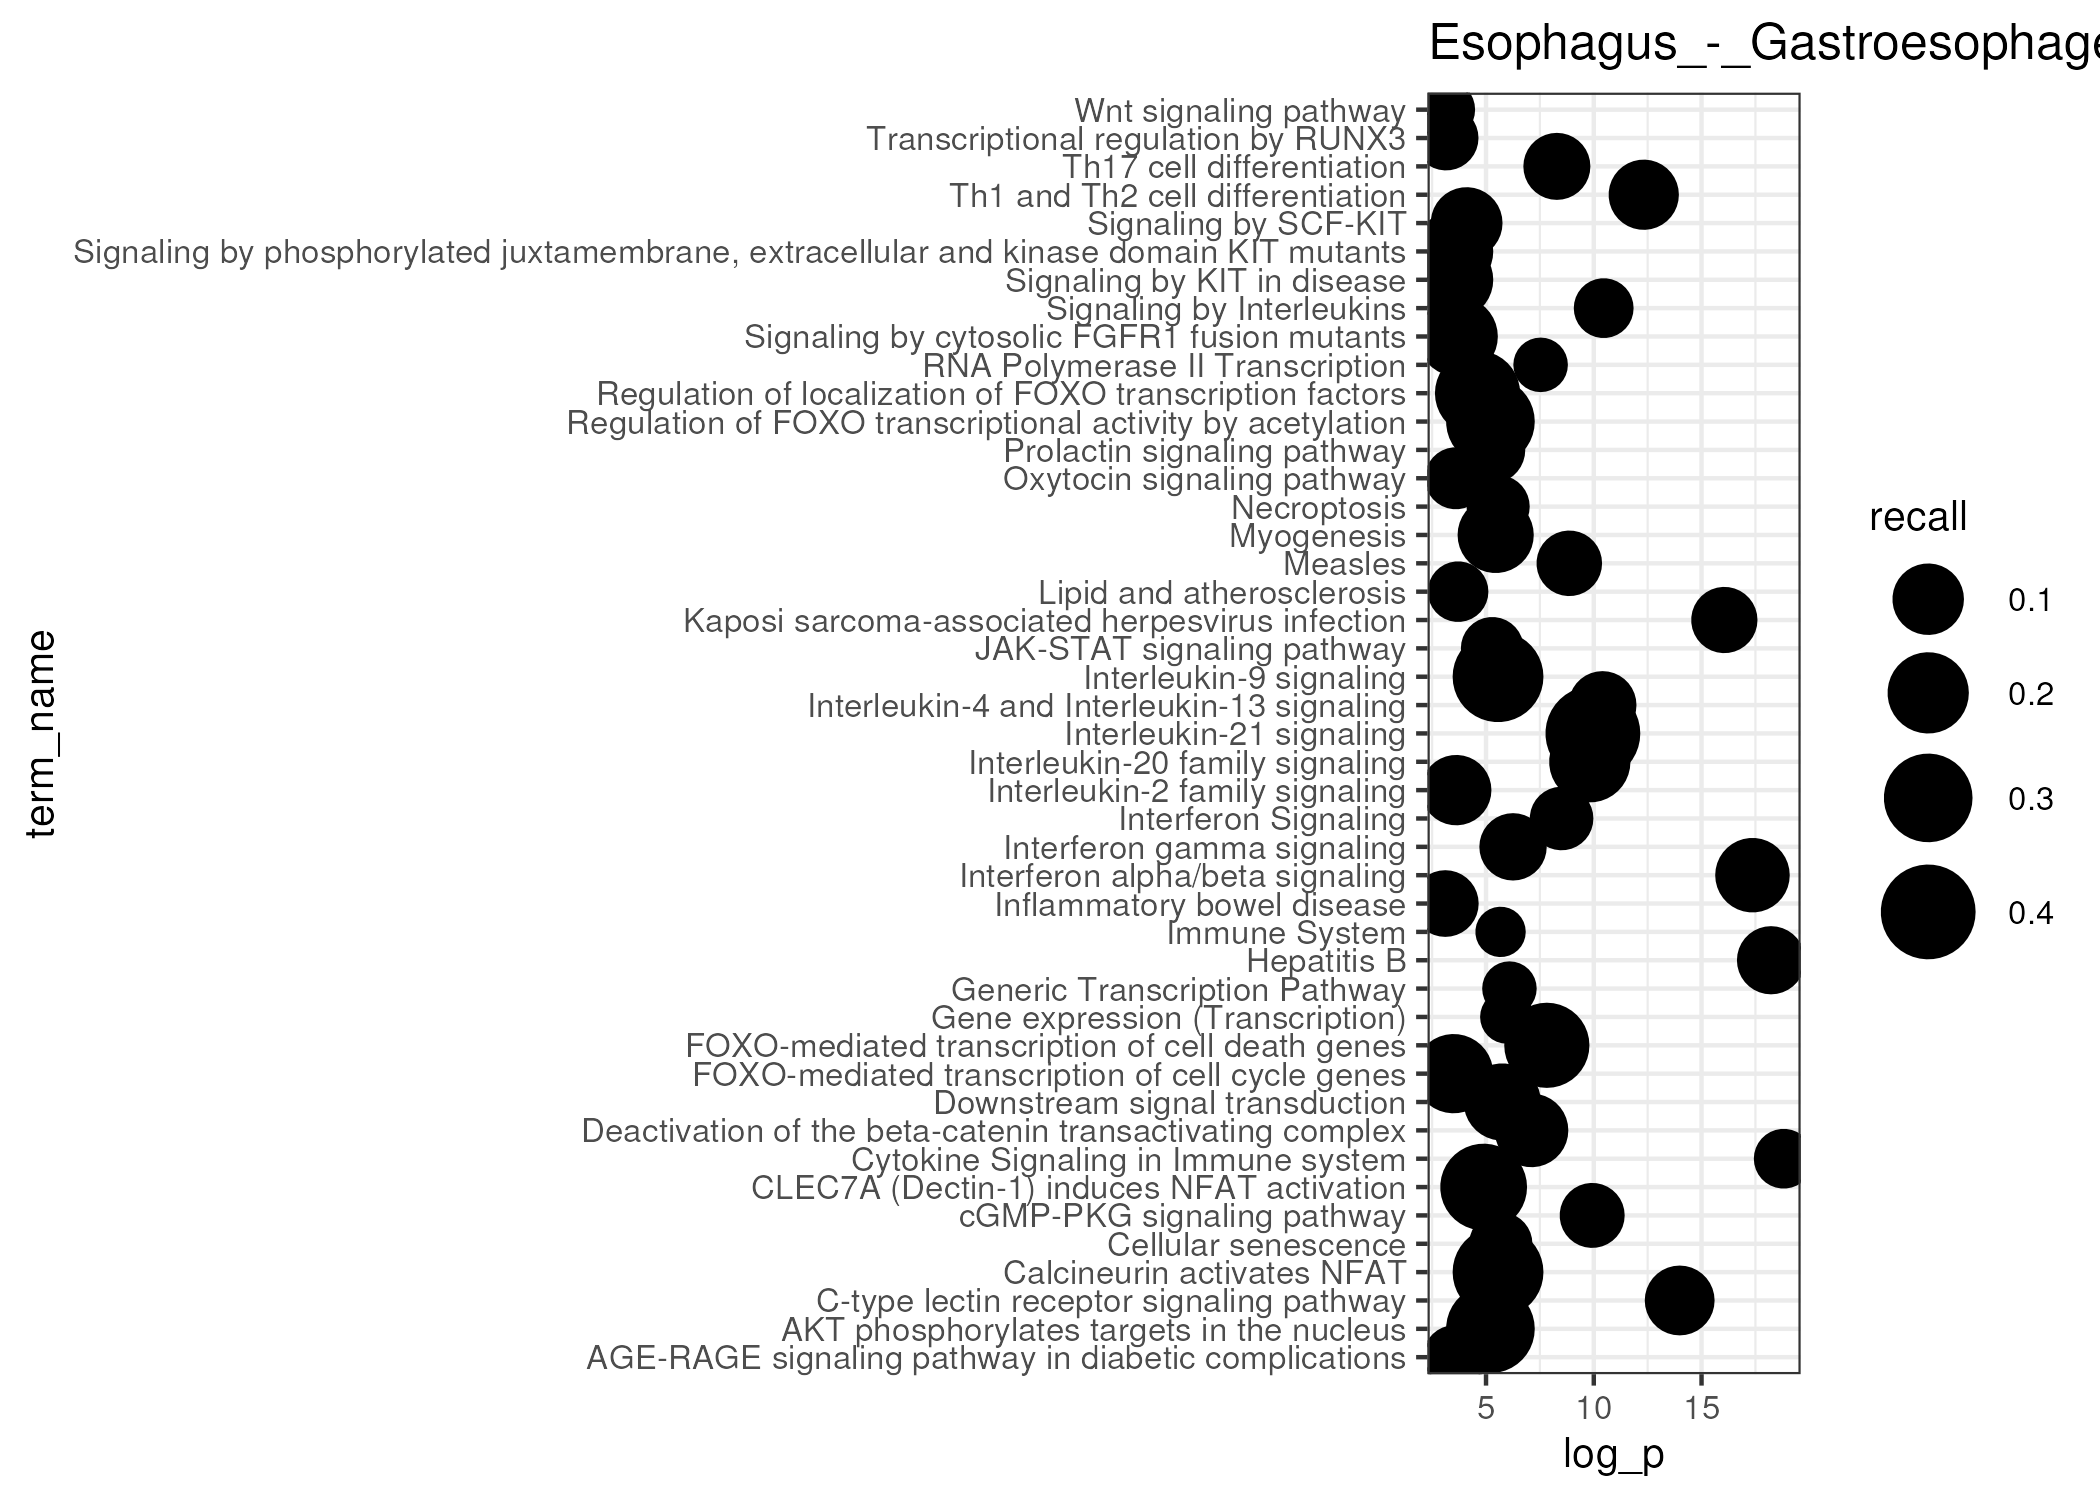 Esophagus_-_Gastroesophage
Wnt signaling pathway
Transcriptional regulation by RUNX3
Th17 cell differentiation
Th1 and Th2 cell differentiation
Signaling by SCF-KIT
Signaling by phosphorylated juxtamembrane, extracellular and kinase domain KIT mutants
Signaling by KIT in disease
Signaling by Interleukins
Signaling by cytosolic FGFR1 fusion mutants
RNA Polymerase II Transcription
Regulation of localization of FOXO transcription factors
Regulation of FOXO transcriptional activity by acetylation
Prolactin signaling pathway
Oxytocin signaling pathway
Necroptosis
Myogenesis
Measles
Lipid and atherosclerosis
Kaposi sarcoma-associated herpesvirus infection
JAK-STAT signaling pathway
Interleukin-9 signaling
Interleukin-4 and Interleukin-13 signaling
Interleukin-21 signaling
Interleukin-20 family signaling
Interleukin-2 family signaling
Interferon Signaling
Interferon gamma signaling
Interferon alpha/beta signaling
Inflammatory bowel disease
Immune System
Hepatitis B
Generic Transcription Pathway
Gene expression (Transcription)
FOXO-mediated transcription of cell death genes
FOXO-mediated transcription of cell cycle genes
Downstream signal transduction
Deactivation of the beta-catenin transactivating complex
Cytokine Signaling in Immune system
CLEC7A (Dectin-1) induces NFAT activation
cGMP-PKG signaling pathway
Cellular senescence
Calcineurin activates NFAT
C-type lectin receptor signaling pathway
AKT phosphorylates targets in the nucleus
AGE-RAGE signaling pathway in diabetic complications
term_name
5 10 15
log_p
recall
0.1
0.2
0.3
0.4